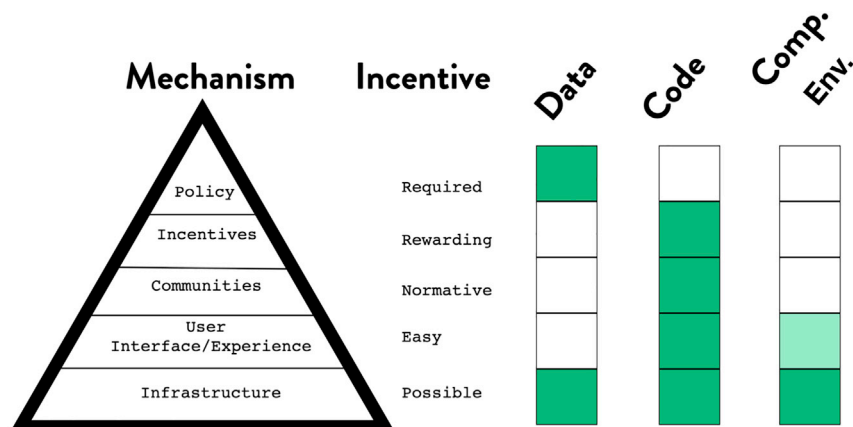 Mechanism
Incentive
Data
Code
Comp.
Env.
Policy
Required
Incentives
Rewarding
Communities
Normative
User
Interface/Experience
Easy
Infrastructure
Possible